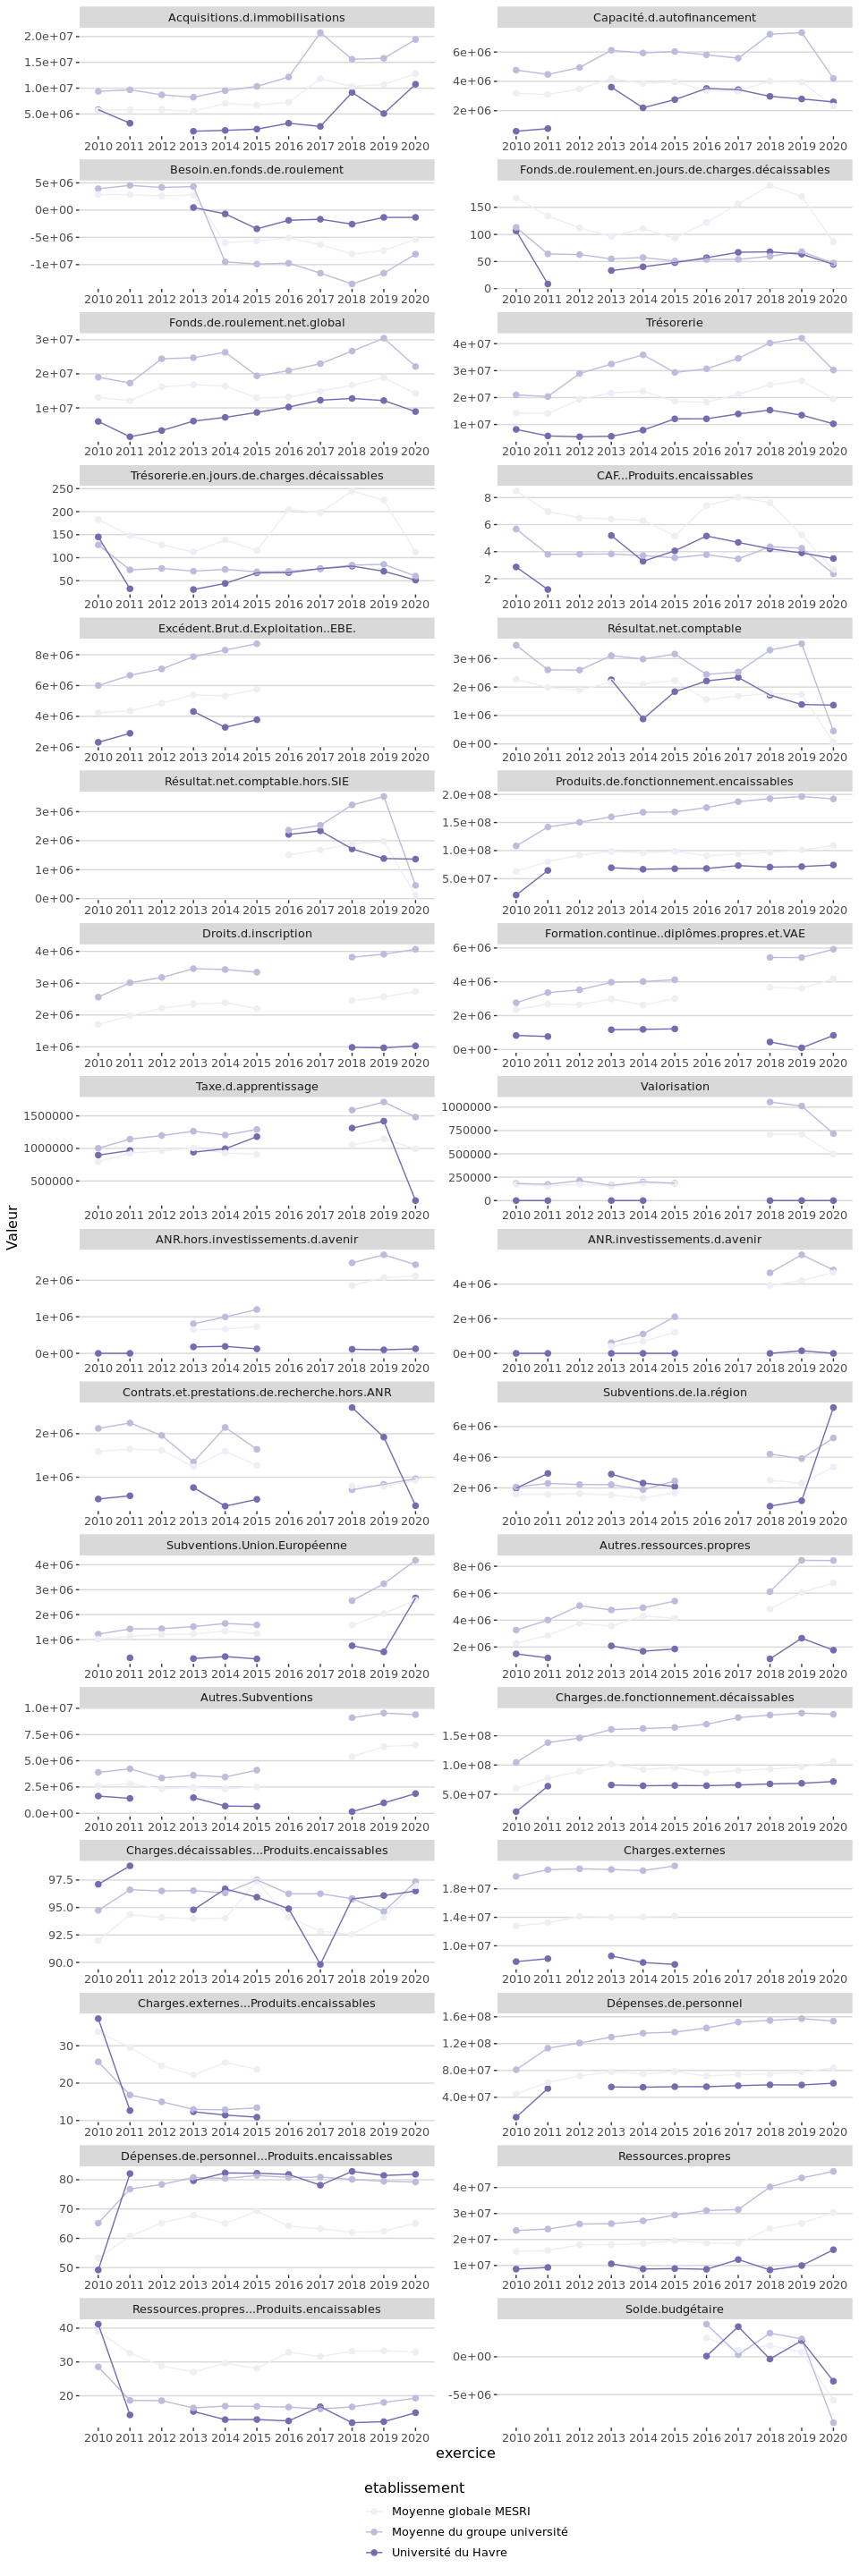 Acquisitions.d.immobilisations
2.0e+07
1.5e+07
1.0e+07
5.0e+06
2010 2011 2012 2013 2014 2015 2016 2017 2018 2019 2020
Capacité.d.autofinancement
6e+06
4e+06
2e+06
2010 2011 2012 2013 2014 2015 2016 2017 2018 2019 2020
Besoin.en.fonds.de.roulement
5e+06
0e+00
-5e+06
-1e+07
2010 2011 2012 2013 2014 2015 2016 2017 2018 2019 2020
Fonds.de.roulement.en.jours.de.charges.décaissables
150
100
50
0
2010 2011 2012 2013 2014 2015 2016 2017 2018 2019 2020
Fonds.de.roulement.net.global
3e+07
2e+07
1e+07
2010 2011 2012 2013 2014 2015 2016 2017 2018 2019 2020
Trésorerie
4e+07
3e+07
2e+07
1e+07
2010 2011 2012 2013 2014 2015 2016 2017 2018 2019 2020
Trésorerie.en.jours.de.charges.décaissables
250
200
150
100
50
2010 2011 2012 2013 2014 2015 2016 2017 2018 2019 2020
CAF...Produits.encaissables
8
6
4
2
2010 2011 2012 2013 2014 2015 2016 2017 2018 2019 2020
Excédent.Brut.d.Exploitation..EBE.
8e+06
6e+06
4e+06
2e+06
2010 2011 2012 2013 2014 2015 2016 2017 2018 2019 2020
Résultat.net.comptable
3e+06
2e+06
1e+06
0e+00
2010 2011 2012 2013 2014 2015 2016 2017 2018 2019 2020
Résultat.net.comptable.hors.SIE
3e+06
2e+06
1e+06
0e+00
2010 2011 2012 2013 2014 2015 2016 2017 2018 2019 2020
Produits.de.fonctionnement.encaissables
2.0e+08
1.5e+08
1.0e+08
5.0e+07
2010 2011 2012 2013 2014 2015 2016 2017 2018 2019 2020
Droits.d.inscription
4e+06
3e+06
2e+06
1e+06
2010 2011 2012 2013 2014 2015 2016 2017 2018 2019 2020
Formation.continue..diplômes.propres.et.VAE
6e+06
4e+06
2e+06
0e+00
2010 2011 2012 2013 2014 2015 2016 2017 2018 2019 2020
Taxe.d.apprentissage
1500000
1000000
500000
2010 2011 2012 2013 2014 2015 2016 2017 2018 2019 2020
Valorisation
1000000
750000
500000
250000
0
2010 2011 2012 2013 2014 2015 2016 2017 2018 2019 2020
Valeur
ANR.hors.investissements.d.avenir
2e+06
1e+06
0e+00
2010 2011 2012 2013 2014 2015 2016 2017 2018 2019 2020
ANR.investissements.d.avenir
4e+06
2e+06
0e+00
2010 2011 2012 2013 2014 2015 2016 2017 2018 2019 2020
Contrats.et.prestations.de.recherche.hors.ANR
2e+06
1e+06
2010 2011 2012 2013 2014 2015 2016 2017 2018 2019 2020
Subventions.de.la.région
6e+06
4e+06
2e+06
2010 2011 2012 2013 2014 2015 2016 2017 2018 2019 2020
Subventions.Union.Européenne
4e+06
3e+06
2e+06
1e+06
2010 2011 2012 2013 2014 2015 2016 2017 2018 2019 2020
Autres.ressources.propres
8e+06
6e+06
4e+06
2e+06
2010 2011 2012 2013 2014 2015 2016 2017 2018 2019 2020
Autres.Subventions
1.0e+07
7.5e+06
5.0e+06
2.5e+06
0.0e+00
2010 2011 2012 2013 2014 2015 2016 2017 2018 2019 2020
Charges.de.fonctionnement.décaissables
1.5e+08
1.0e+08
5.0e+07
2010 2011 2012 2013 2014 2015 2016 2017 2018 2019 2020
Charges.décaissables...Produits.encaissables
97.5
95.0
92.5
90.0
2010 2011 2012 2013 2014 2015 2016 2017 2018 2019 2020
Charges.externes
1.8e+07
1.4e+07
1.0e+07
2010 2011 2012 2013 2014 2015 2016 2017 2018 2019 2020
Charges.externes...Produits.encaissables
30
20
10
2010 2011 2012 2013 2014 2015 2016 2017 2018 2019 2020
Dépenses.de.personnel
1.6e+08
1.2e+08
8.0e+07
4.0e+07
2010 2011 2012 2013 2014 2015 2016 2017 2018 2019 2020
Dépenses.de.personnel...Produits.encaissables
80
70
60
50
2010 2011 2012 2013 2014 2015 2016 2017 2018 2019 2020
Ressources.propres
4e+07
3e+07
2e+07
1e+07
2010 2011 2012 2013 2014 2015 2016 2017 2018 2019 2020
Ressources.propres...Produits.encaissables
40
30
20
2010 2011 2012 2013 2014 2015 2016 2017 2018 2019 2020
Solde.budgétaire
0e+00
-5e+06
2010 2011 2012 2013 2014 2015 2016 2017 2018 2019 2020
exercice
etablissement
Moyenne globale MESRI
Moyenne du groupe université
Université du Havre